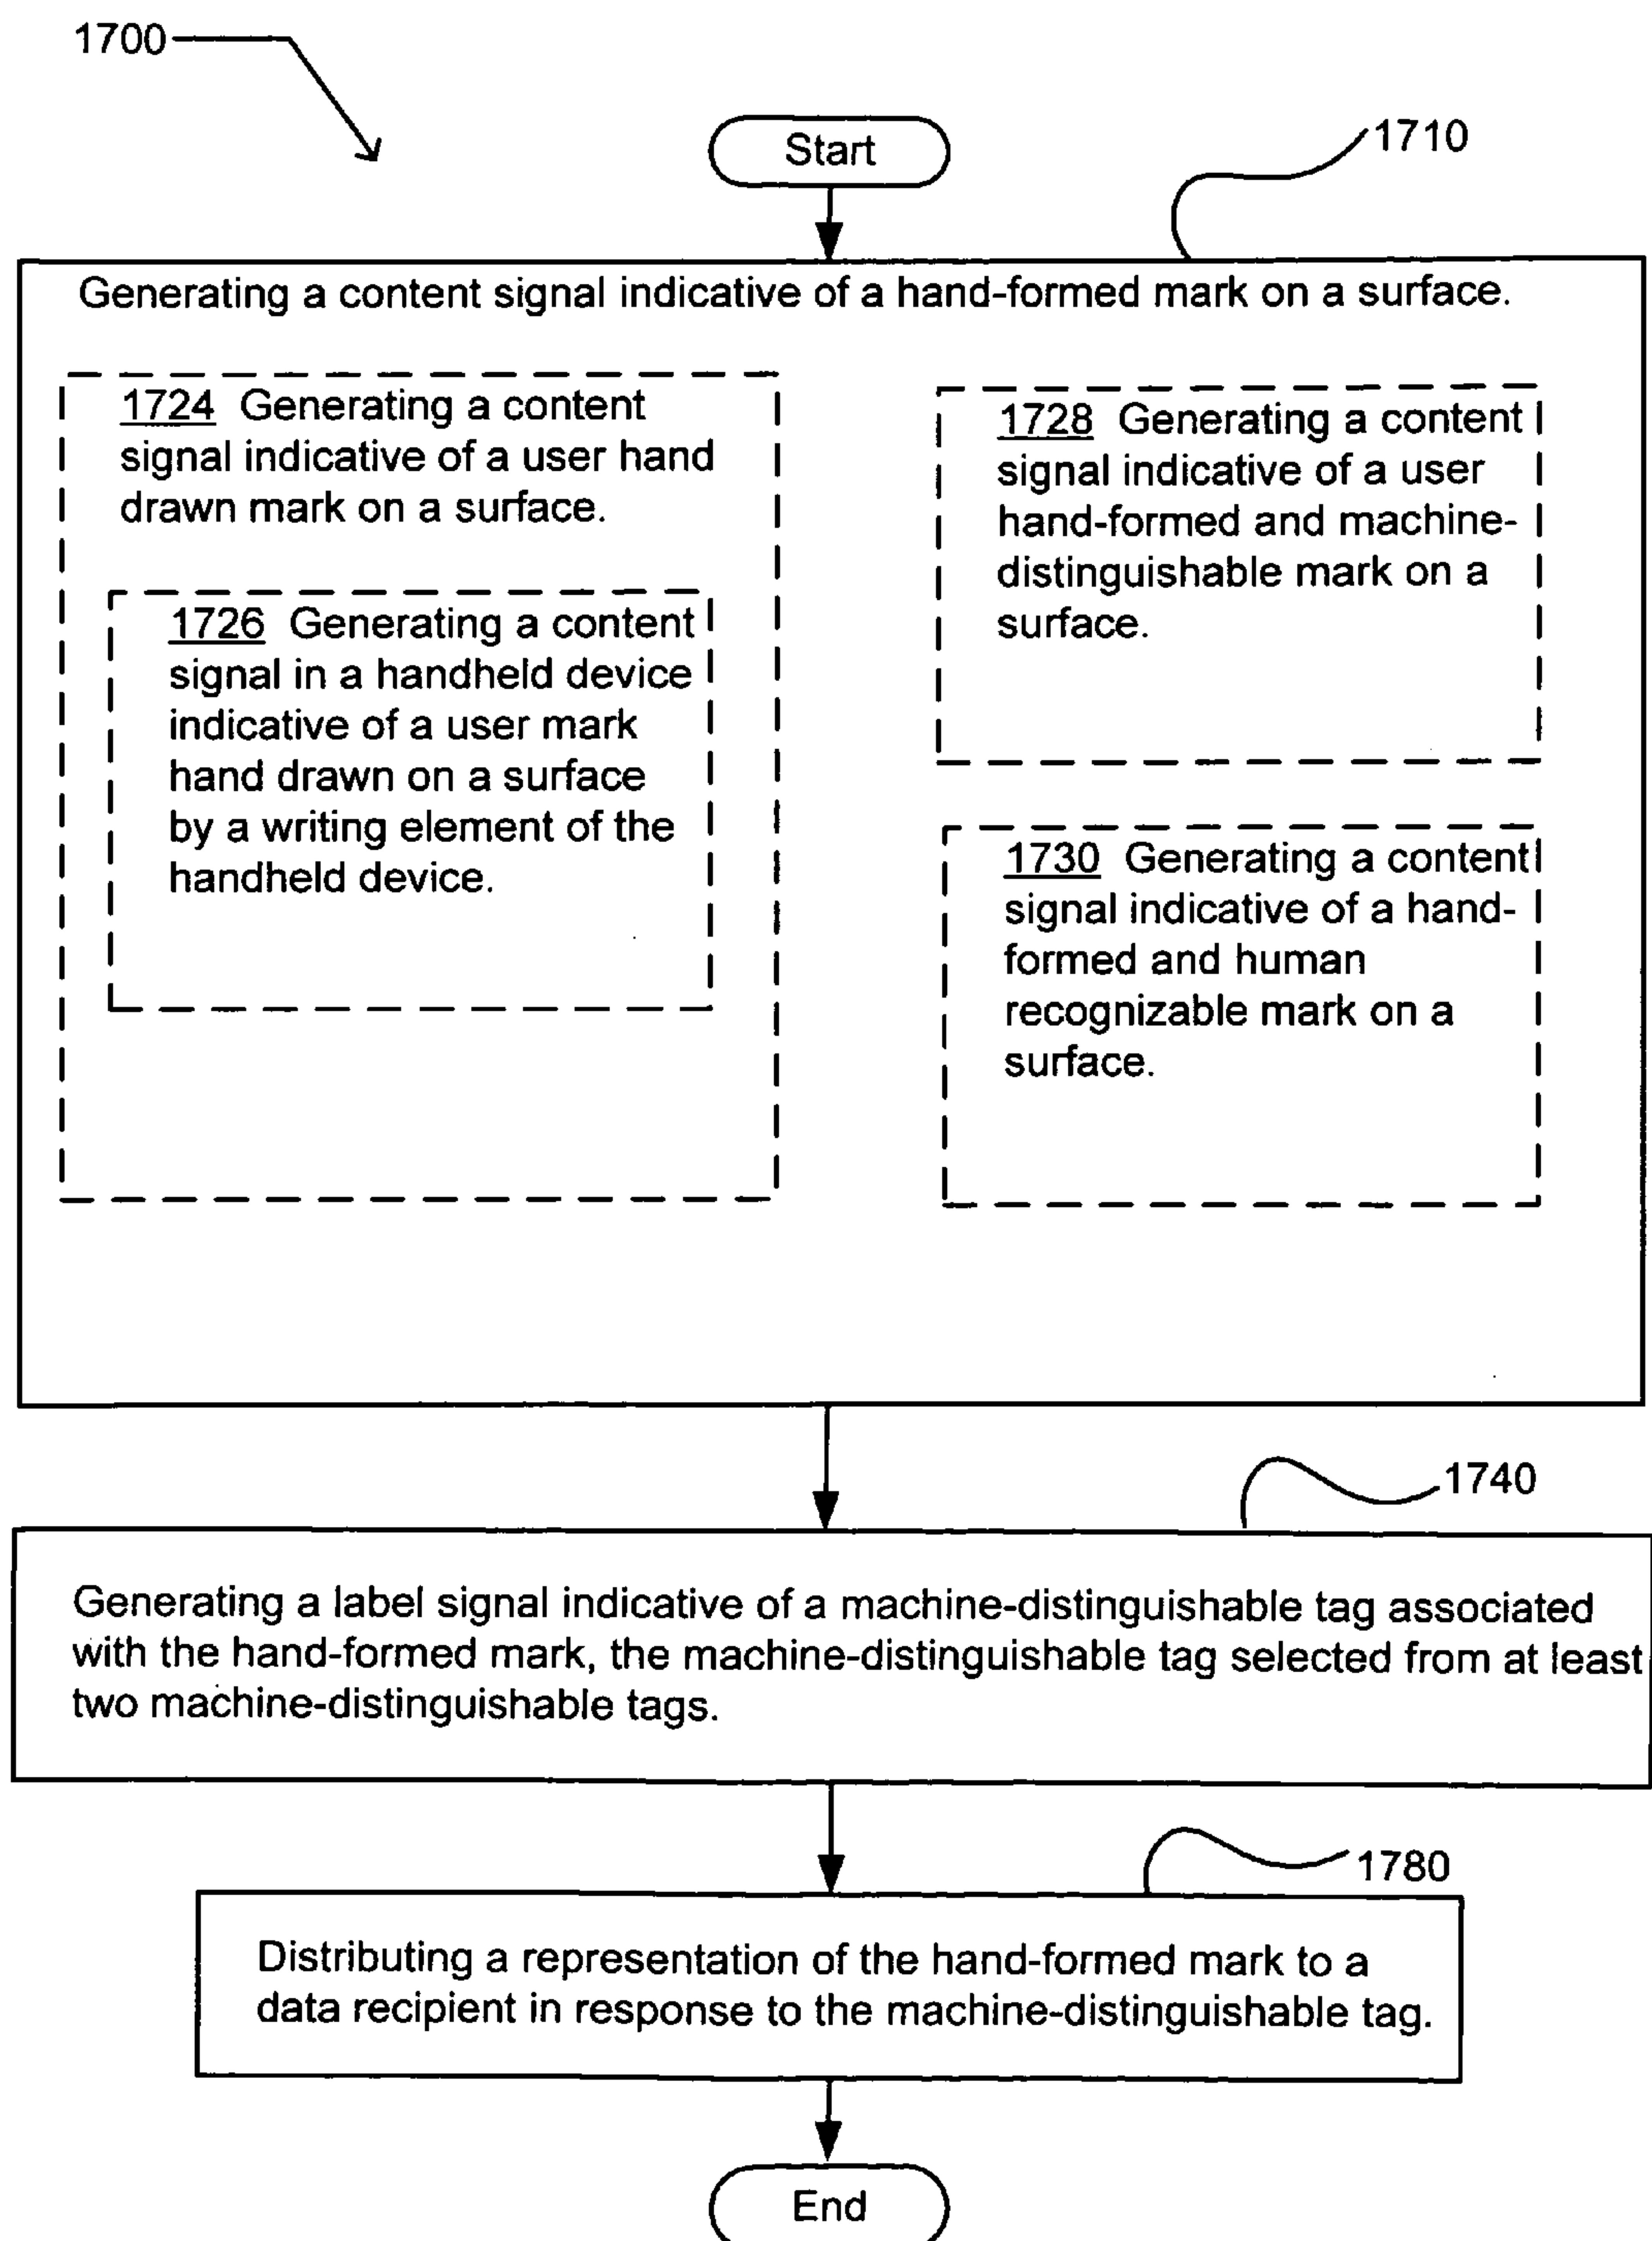 1700
Start
1710
Generating a content signal indicative of a hand-formed mark on a surface.
1724 Generating a content
signal indicative of a user hand
drawn mark on a surface.
1726 Generating a content
signal in a handheld device
indicative of a user mark
hand drawn on a surface
by a writing element of the
handheld device.
1728 Generating a content
signal indicative of a user
hand-formed and machine-
distinguishable mark on a
surface.
1730 Generating a content
signal indicative of a hand-
formed and human
recognizable mark on a
surface.
1740
Generating a label signal indicative of a machine-distinguishable tag associated
with the hand-formed mark, the machine-distinguishable tag selected from at least
two machine-distinguishable tags.
1780
Distributing a representation of the hand-formed mark to a
data recipient in response to the machine-distinguishable tag.
End